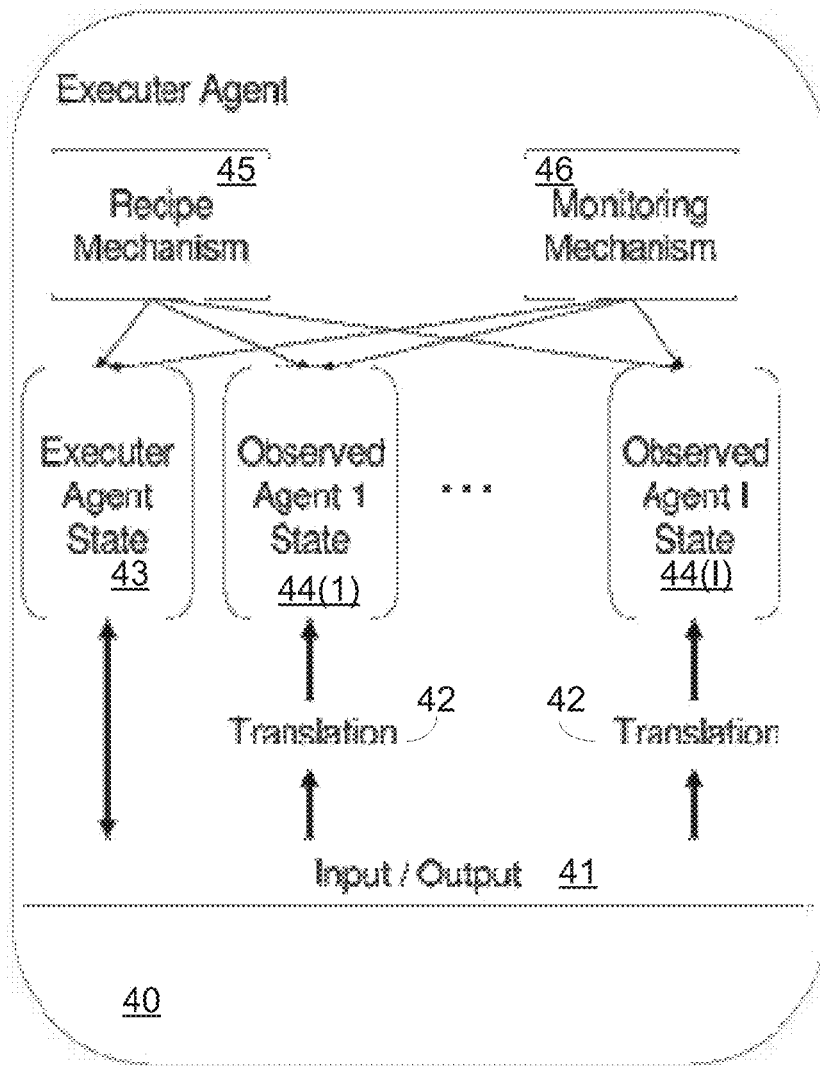 Executer Agent
45
Recipe
Mechanism
46
Monitoring
Mechanism
Executer
Agent
State
43
Observed
Agent 1
State
44(1)
...
Observed
Agent I
State
44(I)
Translation 42
42 Translation
Input / Output 41
40